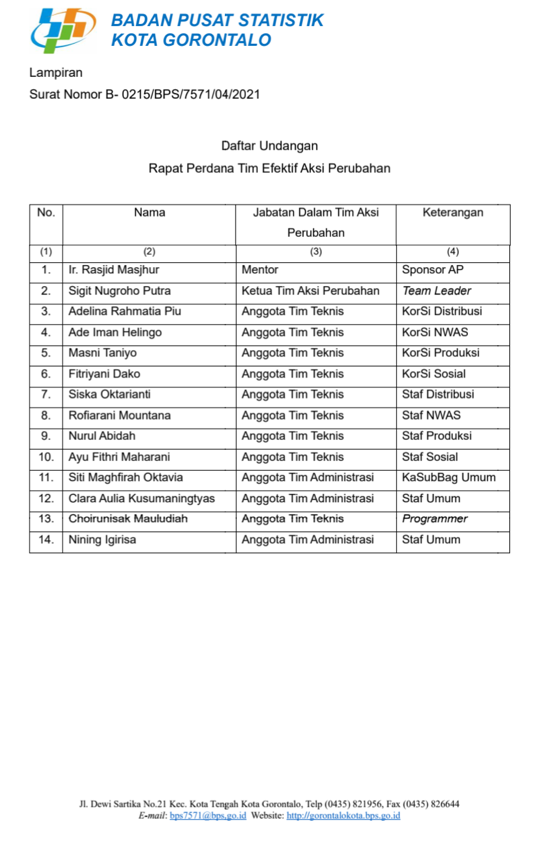 BADAN PUSAT STATISTIK
KOTA GORONTALO
Lampiran
Surat Nomor B- 0215/BPS/7571/04/2021
Daftar Undangan
Rapat Perdana Tim Efektif Aksi Perubahan
No. Nama Jabatan Dalam Tim Aksi Perubahan Keterangan
(1) (2) (3) (4)
1. Ir. Rasjid Masjhur Mentor Sponsor AP
2. Sigit Nugroho Putra Ketua Tim Aksi Perubahan Team Leader
3. Adelina Rahmatia Piu Anggota Tim Teknis KorSi Distribusi
4. Ade Iman Helingo Anggota Tim Teknis KorSi NWAS
5. Masni Taniyo Anggota Tim Teknis KorSi Produksi
6. Fitriyani Dako Anggota Tim Teknis KorSi Sosial
7. Siska Oktarianti Anggota Tim Teknis Staf Distribusi
8. Rofiarani Mountana Anggota Tim Teknis Staf NWAS
9. Nurul Abidah Anggota Tim Teknis Staf Produksi
10. Ayu Fithri Maharani Anggota Tim Teknis Staf Sosial
11. Siti Maghfirah Oktavia Anggota Tim Administrasi KaSubBag Umum
12. Clara Aulia Kusumaningtyas Anggota Tim Administrasi Staf Umum
13. Choirunisak Mauludiah Anggota Tim Teknis Programmer
14. Nining Igirisa Anggota Tim Administrasi Staf Umum
Jl. Dewi Sartika No.21 Kec. Kota Tengah Kota Gorontalo, Telp (0435) 821956, Fax (0435) 826644
E-mail: bps7571@bps.go.id Website: http://gorontalokota.bps.go.id